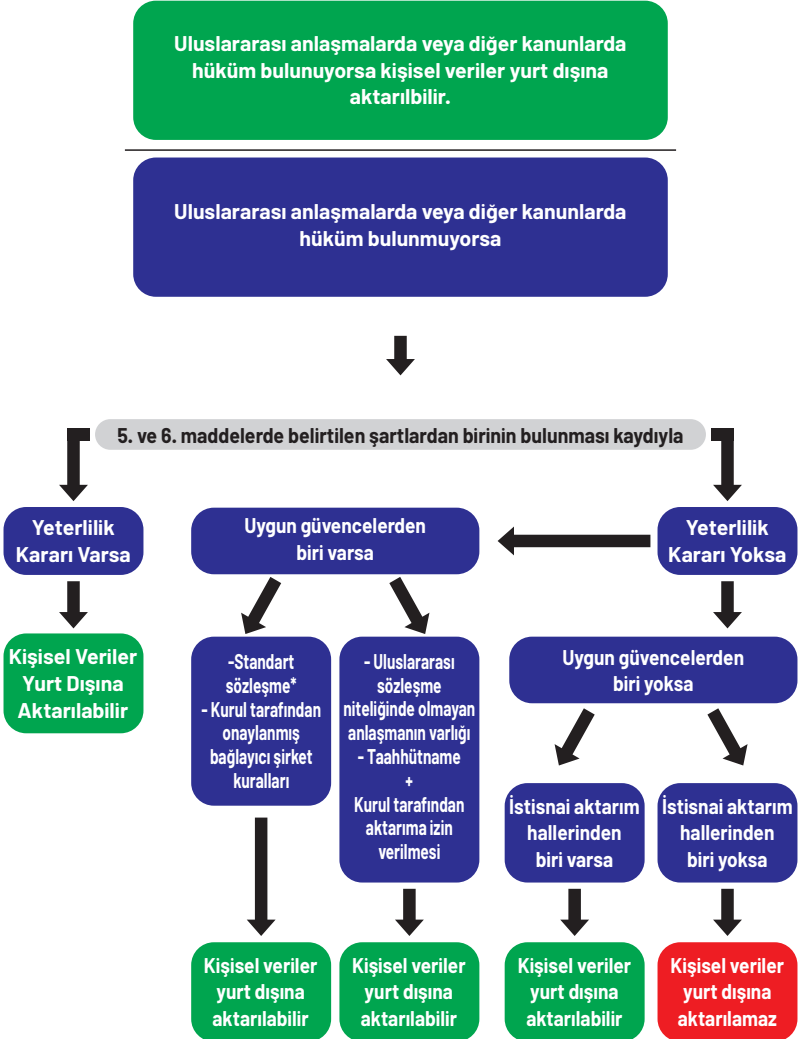 Uluslararası anlaşmalarda veya diğer kanunlarda
hüküm bulunuyorsa kişisel veriler yurt dışına
aktarılbilir.
Uluslararası anlaşmalarda veya diğer kanunlarda
hüküm bulunmuyorsa
5. ve 6. maddelerde belirtilen şartlardan birinin bulunması kaydıyla
Yeterlilik
Kararı Varsa
Uygun güvencelerden
biri varsa
Yeterlilik
Kararı Yoksa
Kişisel Veriler
Yurt Dışına
Aktarılabilir
-Standart
sözleşme*
- Kurul tarafından
onaylanmış
bağlayıcı şirket
kuralları
- Uluslararası
sözleşme
niteliğinde olmayan
anlaşmanın varlığı
- Taahhütname
+
Kurul tarafından
aktarıma izin
verilmesi
Uygun güvencelerden
biri yoksa
İstisnai aktarım
hallerinden
biri varsa
İstisnai aktarım
hallerinden
biri yoksa
Kişisel veriler
yurt dışına
aktarılabilir
Kişisel veriler
yurt dışına
aktarılabilir
Kişisel veriler
yurt dışına
aktarılabilir
Kişisel veriler
yurt dışına
aktarılamaz